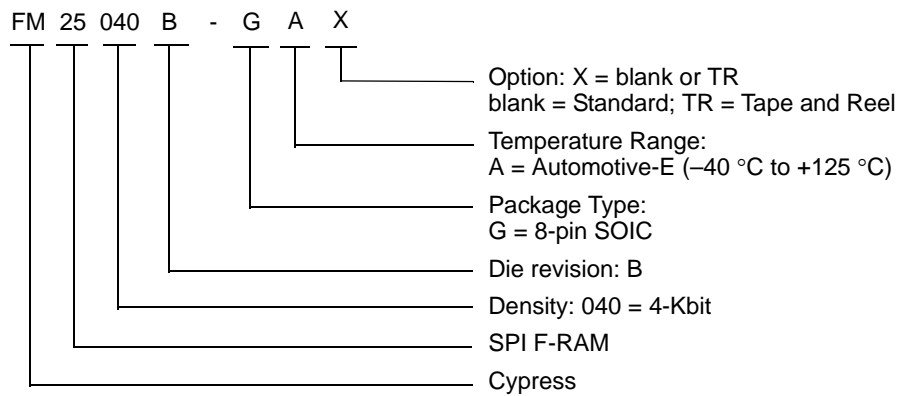 FM 25 040 B - G A X
Option: X = blank or TR
blank = Standard; TR = Tape and Reel
Temperature Range:
A = Automotive-E (–40 °C to +125 °C)
Package Type:
G = 8-pin SOIC
Die revision: B
Density: 040 = 4-Kbit
SPI F-RAM
Cypress